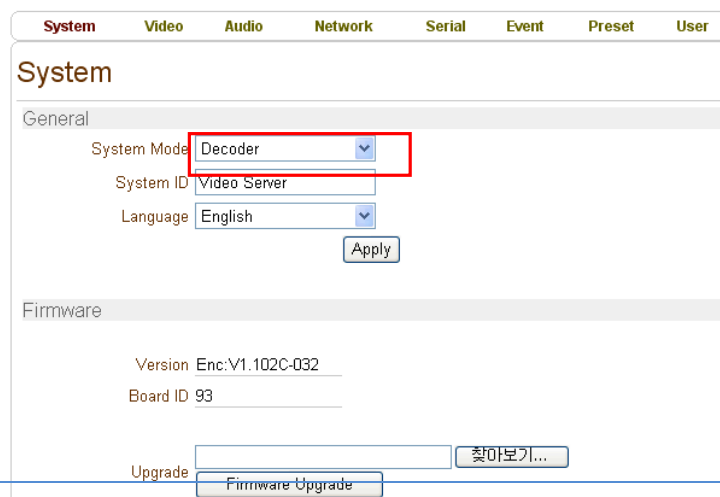 System Video Audio Network Serial Event Preset User
System
General
System Mode Decoder
System ID Video Server
Language English
Apply
Firmware
Version Enc:V1.102C-032
Board ID 93
찾아보기...
Upgrade
Firmware Upgrade